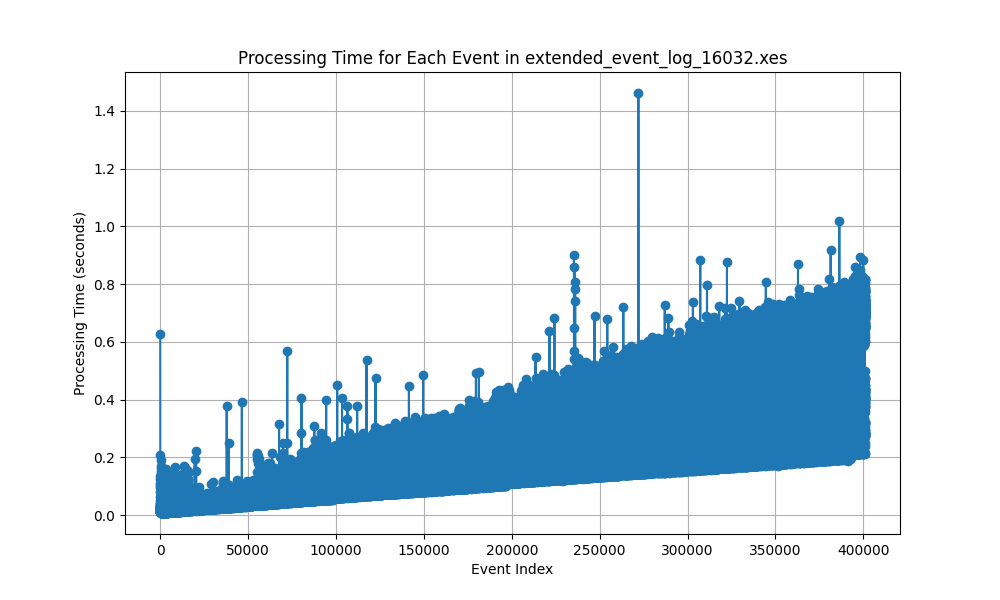 Processing Time for Each Event in extended_event_log_16032.xes
Processing Time (seconds)
1.4
1.2
1.0
0.8
0.6
0.4
0.2
0.0
0 50000 100000 150000 200000 250000 300000 350000 400000
Event Index